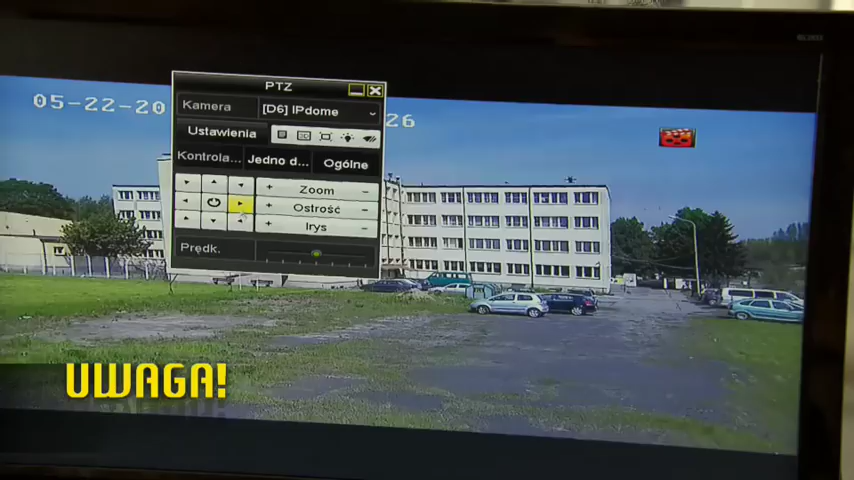 PTZ
05-22-20
26
Kamera [D6] IPdome
Ustawienia
Kontrola... Jedno d... Ogólne
+ Zoom -
+ Ostrość -
+ Irys -
Prędk.
UWAGA!